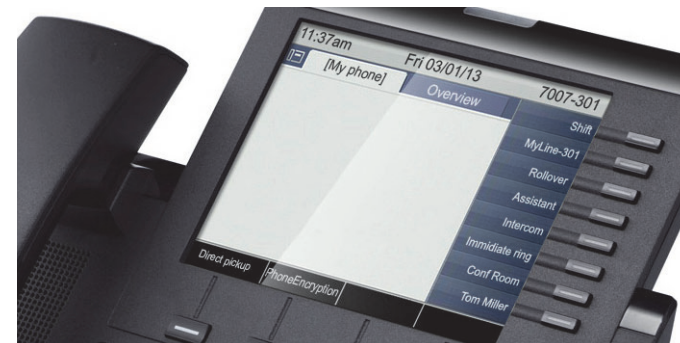 11:37am Fri 03/01/13 7007-301
[My phone] Overview
Shift
MyLine-301
Rollover
Assistant
Intercom
Immidiate ring
Conf Room
Tom Miller
Direct pickup PhoneEncryption